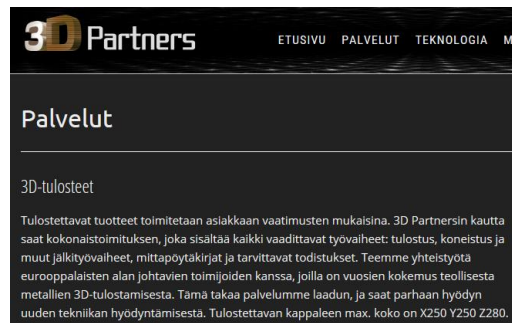 3D Partners
ETUSIVU PALVELUT TEKNOLOGIA M
Palvelut
3D-tulosteet
Tulostettavat tuotteet toimitetaan asiakkaan vaatimusten mukaisina. 3D Partnersin kautta
saat kokonaistoimituksen, joka sisältää kaikki vaadittavat työvaiheet: tulostus, koneistus ja
muut jälkityövaiheet, mittapöytäkirjat ja tarvittavat todistukset. Teemme yhteistyötä
eurooppalaisten alan johtavien toimijoiden kanssa, joilla on vuosien kokemus teollisesta
metallien 3D-tulostamisesta. Tämä takaa palvelumme laadun, ja saat parhaan hyödyn
uuden tekniikan hyödyntämisestä. Tulostettavan kappaleen max. koko on X250 Y250 Z280.